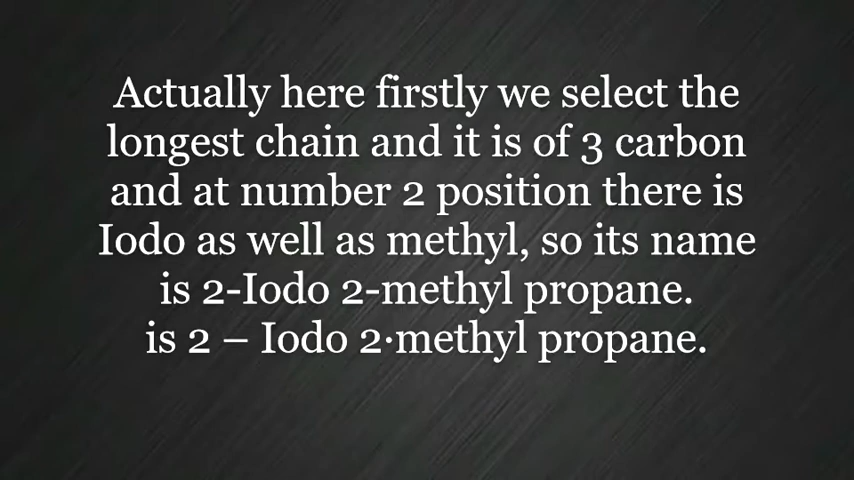 Actually here firstly we select the
longest chain and it is of 3 carbon
and at number 2 position there is
Iodo as well as methyl, so its name
is 2-Iodo 2-methyl propane.
is 2 – Iodo 2·methyl propane.